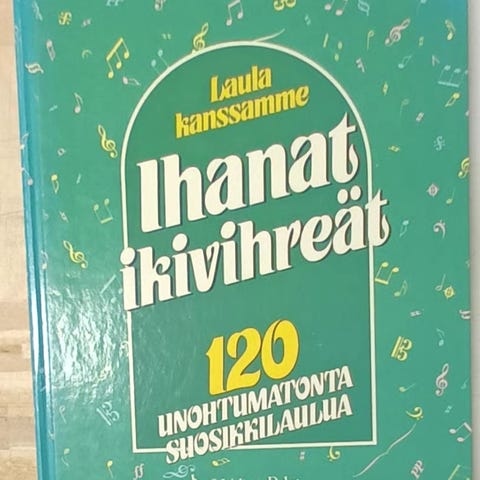 Laula
kanssamme
Ihanat
ikivihreät
120
UNOHTUMATONTA
SUOSIKKILAULUA